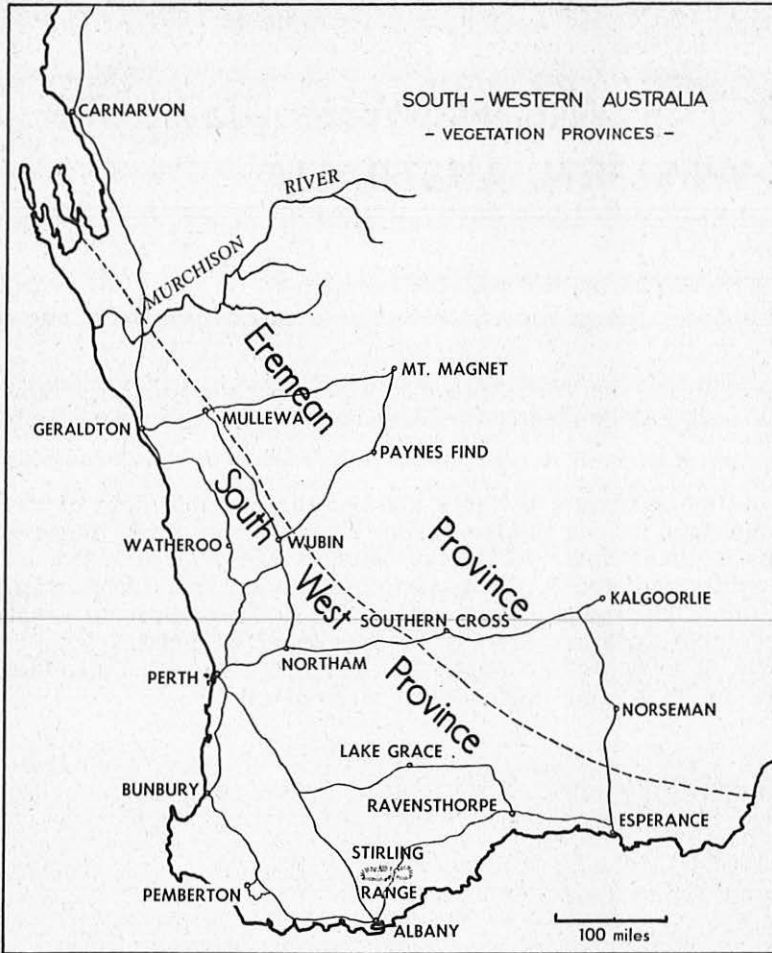 SOUTH-WESTERN AUSTRALIA
– VEGETATION PROVINCES –
CARNARVON
RIVER
MURCHISON
Eremean
MT. MAGNET
MULLEWA
GERALDTON
PAYNES FIND
South
WUBIN
WATHEROO
Province
West
KALGOORLIE
SOUTHERN CROSS
NORTHAM
PERTH
Province
NORSEMAN
LAKE GRACE
BUNBURY
RAVENSTHORPE
ESPERANCE
STIRLING
RANGE
PEMBERTON
ALBANY
100 miles